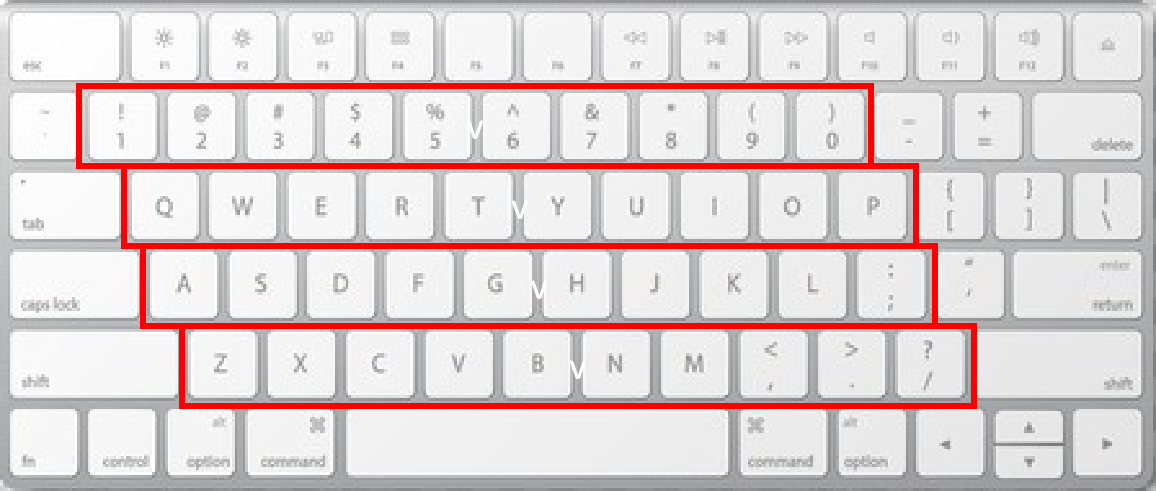 esc F1 F2 F3 F4 F5 F6 F7 F8 F9 F10 F11 F12
~ ! @ # $ % ^ & * ( ) _ +
` 1 2 3 4 5 v 6 7 8 9 0 - = delete
tab Q W E R T v Y U I O P { [ } ] | \
caps lock A S D F G v H J K L : ; " ' enter return
shift Z X C V B v N M < , > . ? / shift
fn control alt option ⌘ command ⌘ command alt option ◀ ▲ ▼ ▶